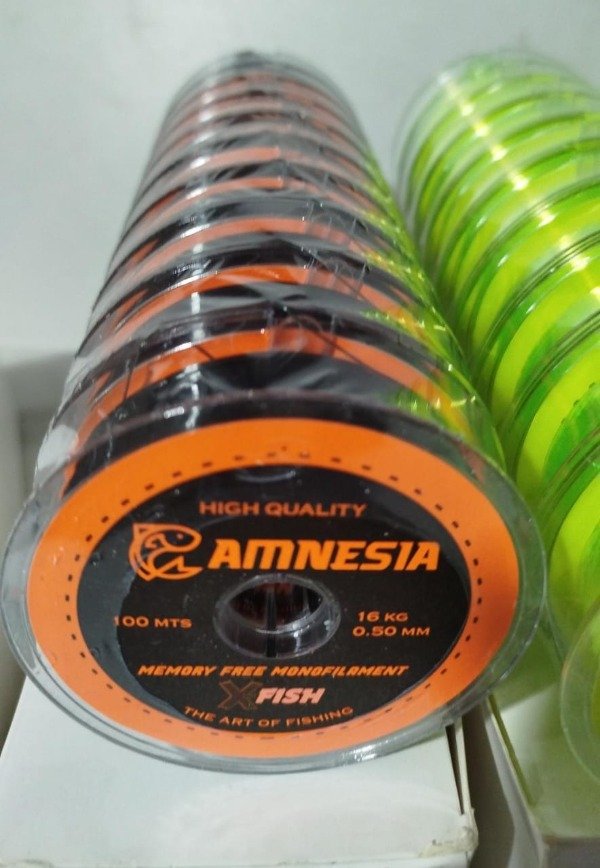 HIGH QUALITY
AMNESIA
100 MTS
16 KG
0.50 MM
MEMORY FREE MONOFILAMENT
XFISH
THE ART OF FISHING